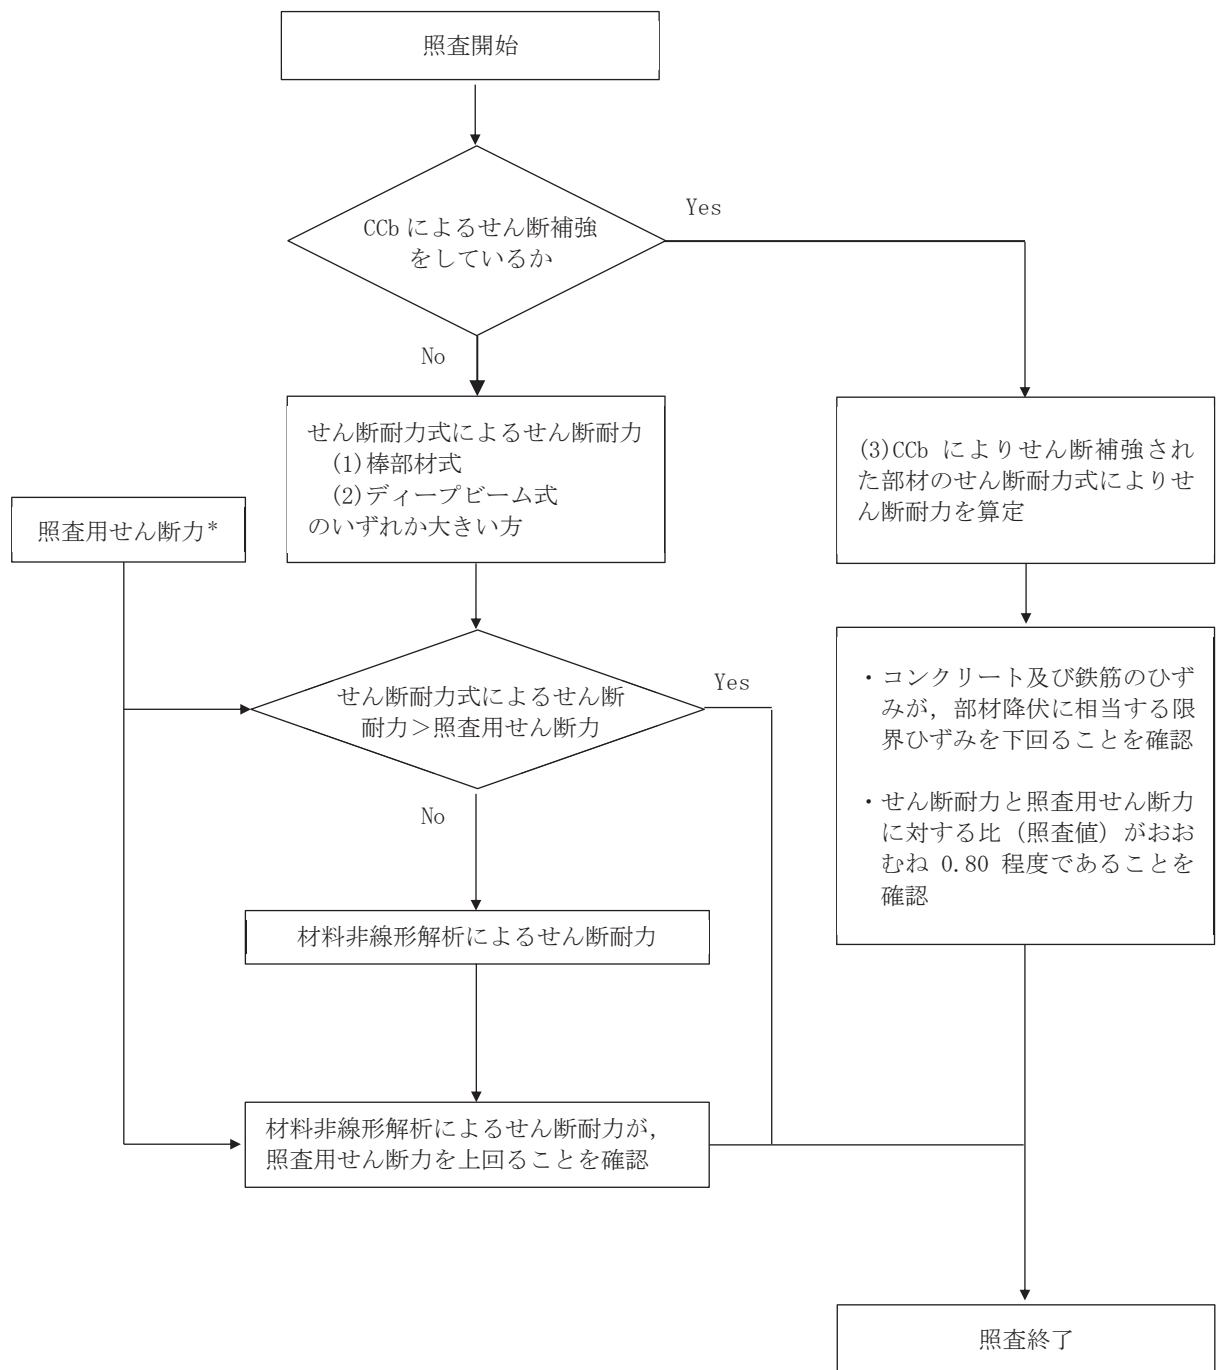 照査開始
CCb によるせん断補強
をしているか
Yes
No
せん断耐力式によるせん断耐力
(1)棒部材式
(2)ディープビーム式
のいずれか大きい方
(3)CCb によりせん断補強され
た部材のせん断耐力式によりせ
ん断耐力を算定
照査用せん断力*
せん断耐力式によるせん断
耐力＞照査用せん断力
Yes
No
・コンクリート及び鉄筋のひず
みが，部材降伏に相当する限
界ひずみを下回ることを確認
・せん断耐力と照査用せん断力
に対する比（照査値）がおお
むね 0.80 程度であることを
確認
材料非線形解析によるせん断耐力
材料非線形解析によるせん断耐力が，
照査用せん断力を上回ることを確認
照査終了